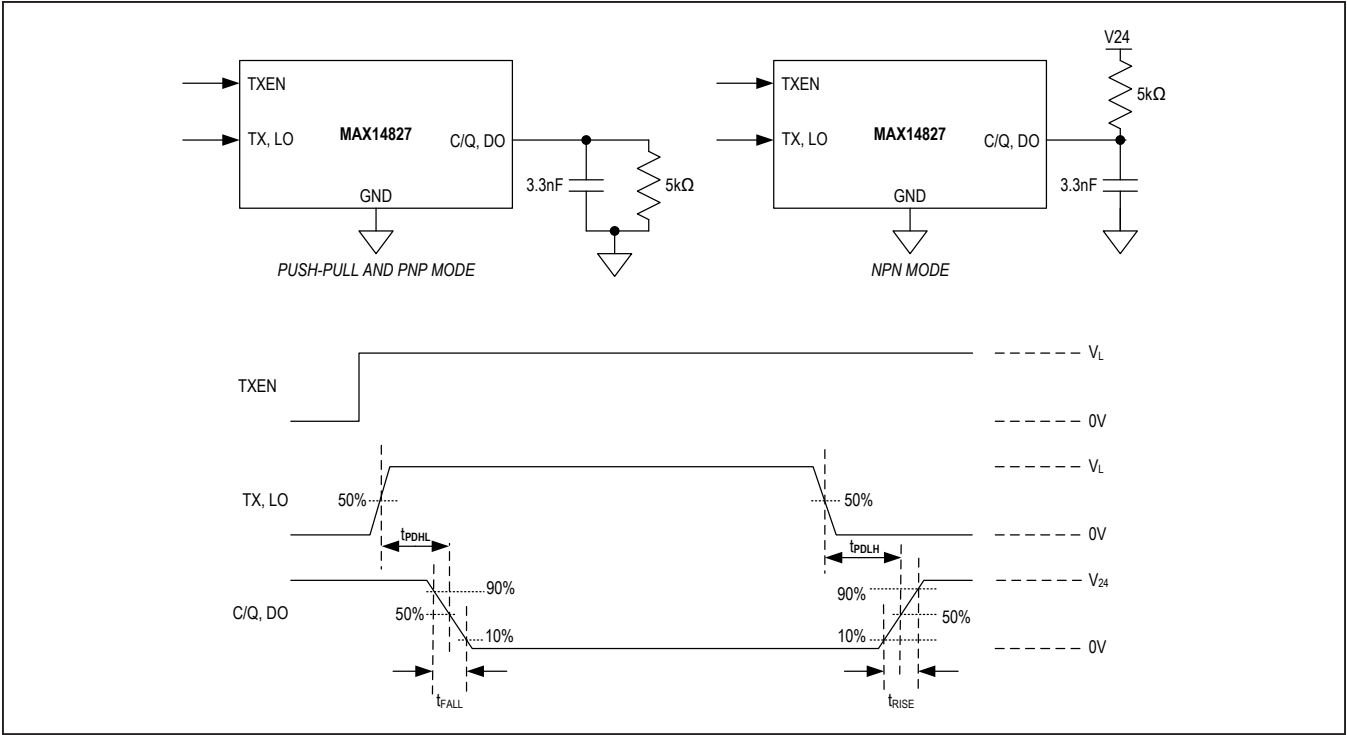 TXEN
TX, LO
MAX14827
C/Q, DO
GND
3.3nF
5kΩ
PUSH-PULL AND PNP MODE
V24
5kΩ
TXEN
TX, LO
MAX14827
C/Q, DO
GND
3.3nF
NPN MODE
TXEN
VL
0V
TX, LO
50%
50%
VL
0V
tPDHL
tPDLH
C/Q, DO
90%
50%
10%
90%
50%
10%
V24
0V
tFALL
tRISE